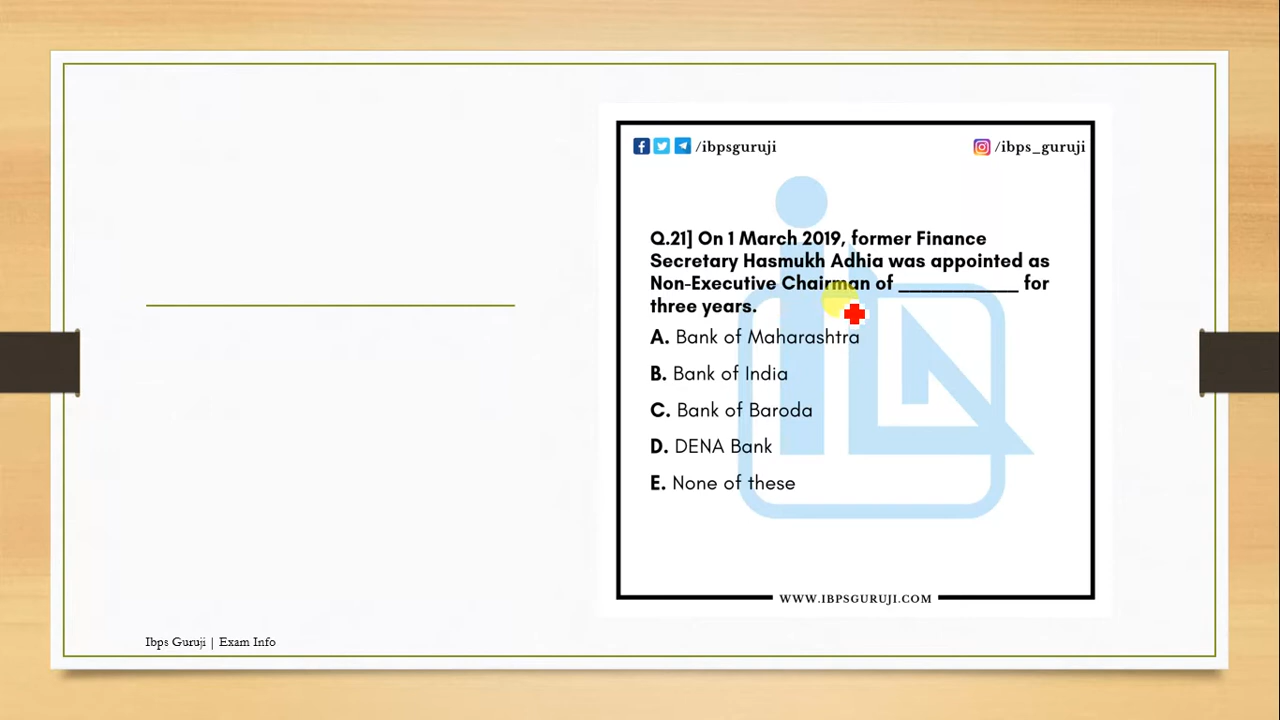 /ibpsguruji
/ibps_guruji
Q.21] On 1 March 2019, former Finance
Secretary Hasmukh Adhia was appointed as
Non-Executive Chairman of ____________ for
three years.
A. Bank of Maharashtra
B. Bank of India
C. Bank of Baroda
D. DENA Bank
E. None of these
WWW.IBPSGURUJI.COM
Ibps Guruji | Exam Info